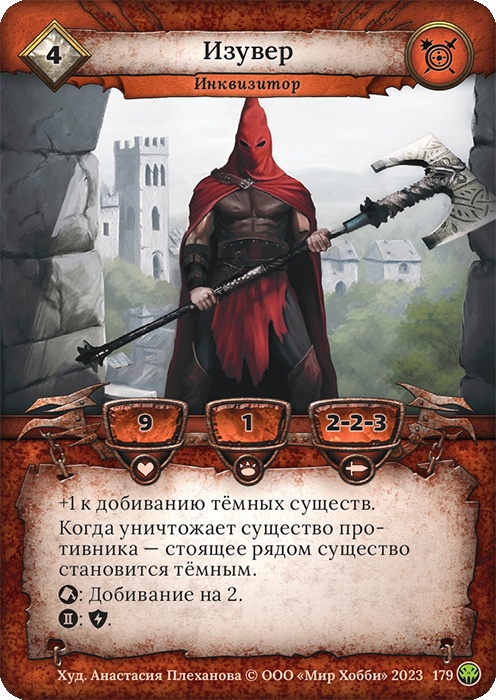 4
Изувер
Инквизитор
9
1
2-2-3
+1 к добиванию тёмных существ.
Когда уничтожает существо про-
тивника — стоящее рядом существо
становится тёмным.
: Добивание на 2.
II: .
Худ. Анастасия Плеханова © ООО «Мир Хобби» 2023 179